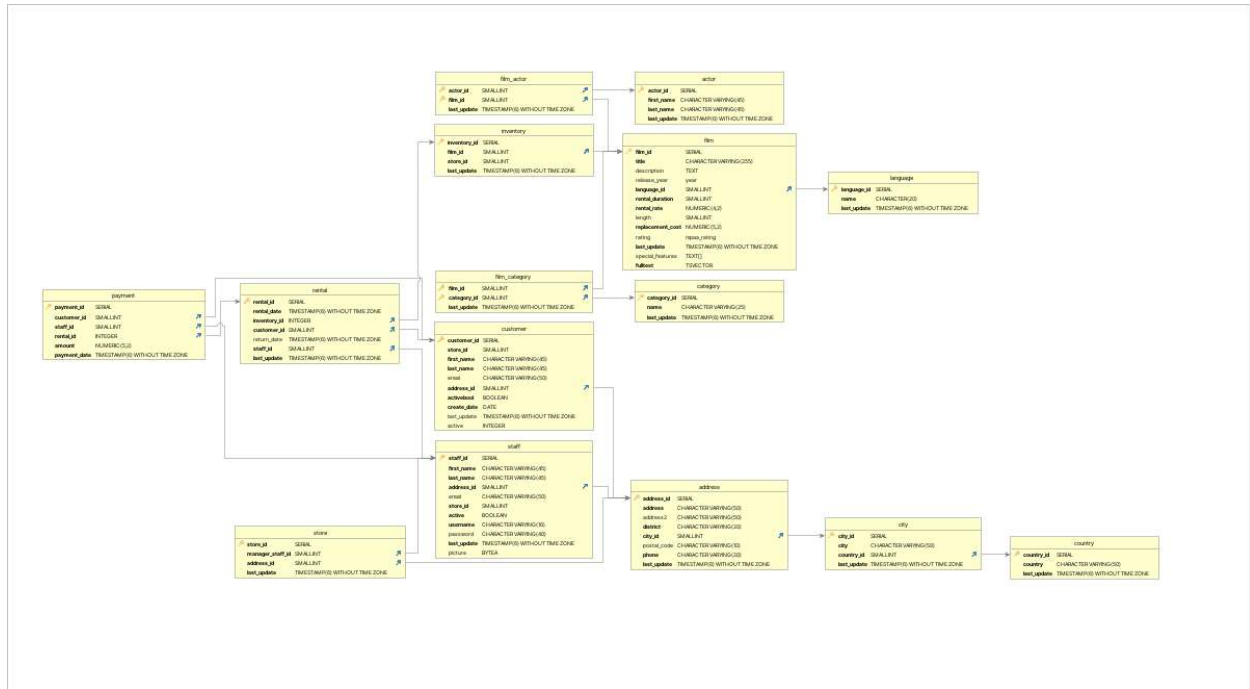 film_actor
actor_id SMALLINT
film_id SMALLINT
last_update TIMESTAMP(6) WITHOUT TIME ZONE
actor
actor_id SERIAL
first_name CHARACTER VARYING(45)
last_name CHARACTER VARYING(45)
last_update TIMESTAMP(6) WITHOUT TIME ZONE
inventory
inventory_id SERIAL
film_id SMALLINT
store_id SMALLINT
last_update TIMESTAMP(6) WITHOUT TIME ZONE
film
film_id SERIAL
title CHARACTER VARYING(255)
description TEXT
release_year year
language_id SMALLINT
rental_duration SMALLINT
rental_rate NUMERIC(4,2)
length SMALLINT
replacement_cost NUMERIC(5,2)
rating mpaa_rating
last_update TIMESTAMP(6) WITHOUT TIME ZONE
special_features TEXT[]
fulltext TSVECTOR
language
language_id SERIAL
name CHARACTER(20)
last_update TIMESTAMP(6) WITHOUT TIME ZONE
payment
payment_id SERIAL
customer_id SMALLINT
staff_id SMALLINT
rental_id INTEGER
amount NUMERIC(5,2)
payment_date TIMESTAMP(6) WITHOUT TIME ZONE
rental
rental_id SERIAL
rental_date TIMESTAMP(6) WITHOUT TIME ZONE
inventory_id INTEGER
customer_id SMALLINT
return_date TIMESTAMP(6) WITHOUT TIME ZONE
staff_id SMALLINT
last_update TIMESTAMP(6) WITHOUT TIME ZONE
film_category
film_id SMALLINT
category_id SMALLINT
last_update TIMESTAMP(6) WITHOUT TIME ZONE
category
category_id SERIAL
name CHARACTER VARYING(25)
last_update TIMESTAMP(6) WITHOUT TIME ZONE
customer
customer_id SERIAL
store_id SMALLINT
first_name CHARACTER VARYING(45)
last_name CHARACTER VARYING(45)
email CHARACTER VARYING(50)
address_id SMALLINT
activebool BOOLEAN
create_date DATE
last_update TIMESTAMP(6) WITHOUT TIME ZONE
active INTEGER
staff
staff_id SERIAL
first_name CHARACTER VARYING(45)
last_name CHARACTER VARYING(45)
address_id SMALLINT
email CHARACTER VARYING(50)
store_id SMALLINT
active BOOLEAN
username CHARACTER VARYING(16)
password CHARACTER VARYING(40)
last_update TIMESTAMP(6) WITHOUT TIME ZONE
picture BYTEA
store
store_id SERIAL
manager_staff_id SMALLINT
address_id SMALLINT
last_update TIMESTAMP(6) WITHOUT TIME ZONE
address
address_id SERIAL
address CHARACTER VARYING(50)
address2 CHARACTER VARYING(50)
district CHARACTER VARYING(20)
city_id SMALLINT
postal_code CHARACTER VARYING(10)
phone CHARACTER VARYING(20)
last_update TIMESTAMP(6) WITHOUT TIME ZONE
city
city_id SERIAL
city CHARACTER VARYING(50)
country_id SMALLINT
last_update TIMESTAMP(6) WITHOUT TIME ZONE
country
country_id SERIAL
country CHARACTER VARYING(50)
last_update TIMESTAMP(6) WITHOUT TIME ZONE